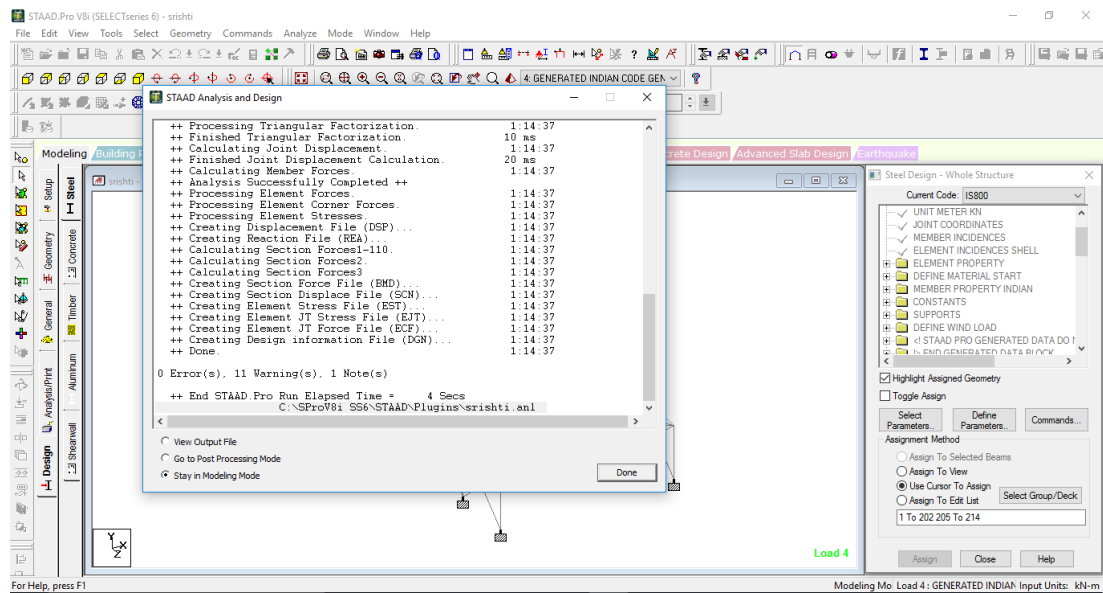 STAAD.Pro V8i (SELECTseries 6) - srishti
File Edit View Tools Select Geometry Commands Analyze Mode Window Help
4: GENERATED INDIAN CODE GEN
STAAD Analysis and Design
++ Processing Triangular Factorization. 1:14:37
++ Finished Triangular Factorization. 10 ms
++ Calculating Joint Displacement. 1:14:37
++ Finished Joint Displacement Calculation. 20 ms
++ Calculating Member Forces. 1:14:37
++ Analysis Successfully Completed ++
++ Processing Element Forces. 1:14:37
++ Processing Element Corner Forces. 1:14:37
++ Processing Element Stresses. 1:14:37
++ Creating Displacement File (DSP)... 1:14:37
++ Creating Reaction File (REA)... 1:14:37
++ Calculating Section Forces1-110. 1:14:37
++ Calculating Section Forces2. 1:14:37
++ Calculating Section Forces3 1:14:37
++ Creating Section Force File (BMD)... 1:14:37
++ Creating Section Displace File (SCN)... 1:14:37
++ Creating Element Stress File (EST)... 1:14:37
++ Creating Element JT Stress File (EJT)... 1:14:37
++ Creating Element JT Force File (ECF)... 1:14:37
++ Creating Design information File (DGN)... 1:14:37
++ Done. 1:14:37
0 Error(s), 11 Warning(s), 1 Note(s)
++ End STAAD.Pro Run Elapsed Time = 4 Secs
C:\SProV8i SS6\STAAD\Plugins\srishti.anl
View Output File
Go to Post Processing Mode
Stay in Modeling Mode
Done
Modeling
Building P
crete Design
Advanced Slab Design
Earthquake
srishti -
Setup
Geometry
General
Analysis/Print
Design
Steel
Concrete
Timber
Aluminum
Shearwall
Y
X
Z
Load 4
Steel Design - Whole Structure
Current Code: IS800
UNIT METER KN
JOINT COORDINATES
MEMBER INCIDENCES
ELEMENT INCIDENCES SHELL
ELEMENT PROPERTY
DEFINE MATERIAL START
MEMBER PROPERTY INDIAN
CONSTANTS
SUPPORTS
DEFINE WIND LOAD
<! STAAD PRO GENERATED DATA DO N
!> END GENERATED DATA BLOCK
Highlight Assigned Geometry
Toggle Assign
Select Parameters..
Define Parameters..
Commands...
Assignment Method
Assign To Selected Beams
Assign To View
Use Cursor To Assign
Assign To Edit List
Select Group/Deck
1 To 202 205 To 214
Assign
Close
Help
For Help, press F1
Modeling Mo Load 4 : GENERATED INDIAN Input Units: kN-m